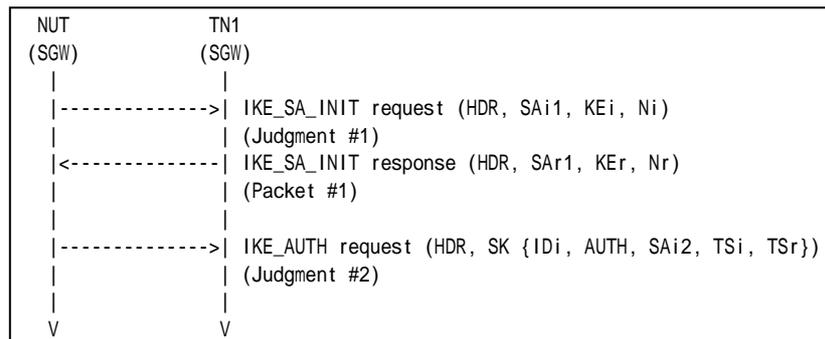 NUT TN1
(SGW) (SGW)
| |
|-------------->| IKE_SA_INIT request (HDR, SAi1, KEi, Ni)
| | (Judgment #1)
|<--------------| IKE_SA_INIT response (HDR, SAr1, KEr, Nr)
| | (Packet #1)
| |
|-------------->| IKE_AUTH request (HDR, SK {IDi, AUTH, SAi2, TSi, TSr})
| | (Judgment #2)
| |
V V